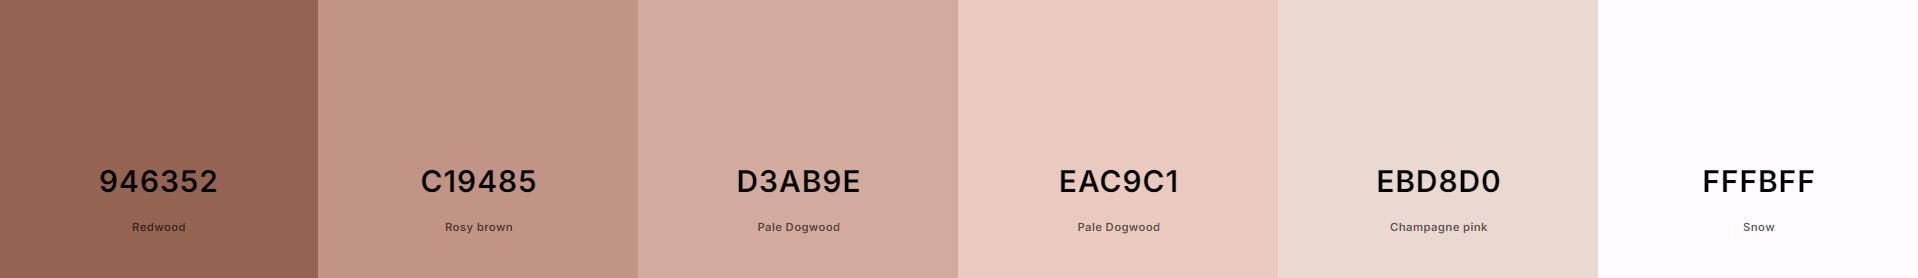 946352
Redwood
C19485
Rosy brown
D3AB9E
Pale Dogwood
EAC9C1
Pale Dogwood
EBD8D0
Champagne pink
FFFBFF
Snow